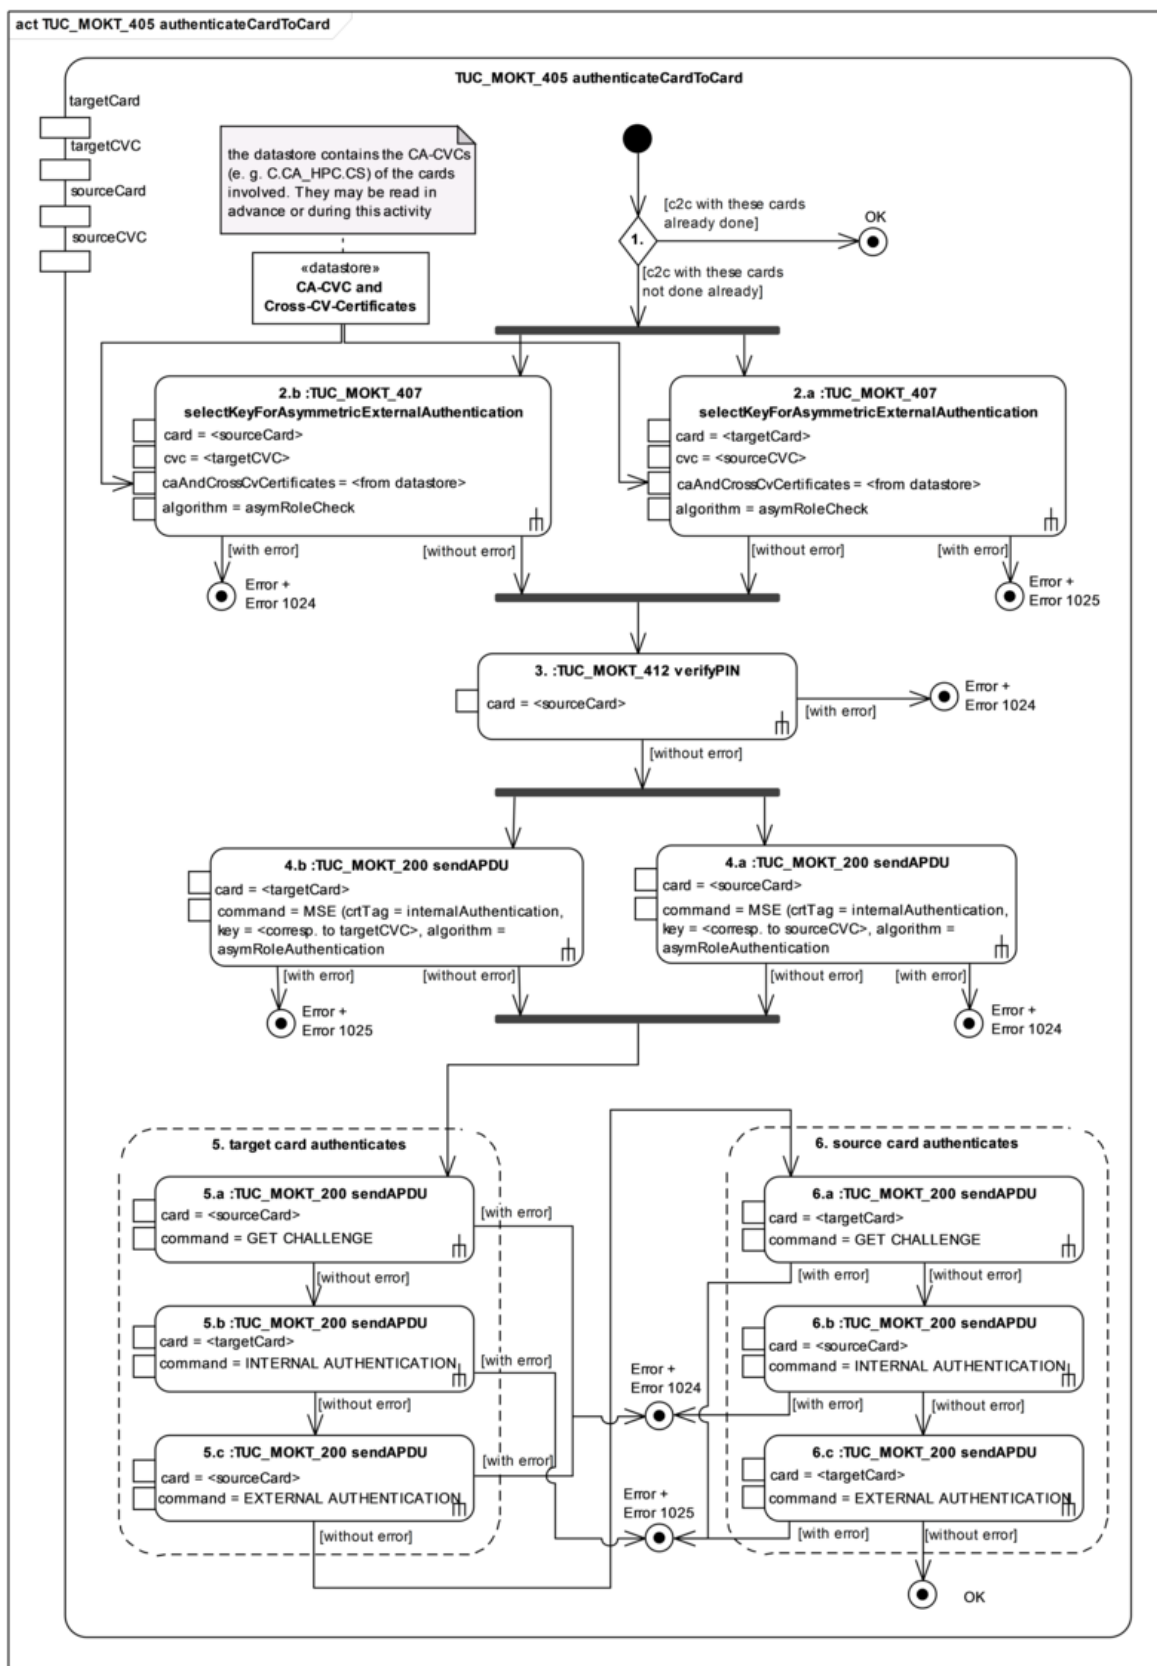 act TUC_MOKT_405 authenticateCardToCard
TUC_MOKT_405 authenticateCardToCard
targetCard
targetCVC
sourceCard
sourceCVC
the datastore contains the CA-CVCs
(e. g. C.CA_HPC.CS) of the cards
involved. They may be read in
advance or during this activity
«datastore»
CA-CVC and
Cross-CV-Certificates
1.
[c2c with these cards
already done]
OK
[c2c with these cards
not done already]
2.b :TUC_MOKT_407
selectKeyForAsymmetricExternalAuthentication
card = <sourceCard>
cvc = <targetCVC>
caAndCrossCvCertificates = <from datastore>
algorithm = asymRoleCheck
[with error]
[without error]
Error +
Error 1024
2.a :TUC_MOKT_407
selectKeyForAsymmetricExternalAuthentication
card = <targetCard>
cvc = <sourceCVC>
caAndCrossCvCertificates = <from datastore>
algorithm = asymRoleCheck
[without error]
[with error]
Error +
Error 1025
3. :TUC_MOKT_412 verifyPIN
card = <sourceCard>
[with error]
Error +
Error 1024
[without error]
4.b :TUC_MOKT_200 sendAPDU
card = <targetCard>
command = MSE (crtTag = internalAuthentication,
key = <corresp. to targetCVC>, algorithm =
asymRoleAuthentication
[with error]
[without error]
Error +
Error 1025
4.a :TUC_MOKT_200 sendAPDU
card = <sourceCard>
command = MSE (crtTag = internalAuthentication,
key = <corresp. to sourceCVC>, algorithm =
asymRoleAuthentication
[without error]
[with error]
Error +
Error 1024
5. target card authenticates
5.a :TUC_MOKT_200 sendAPDU
card = <sourceCard>
command = GET CHALLENGE
[with error]
[without error]
5.b :TUC_MOKT_200 sendAPDU
card = <targetCard>
command = INTERNAL AUTHENTICATION
[with error]
[without error]
5.c :TUC_MOKT_200 sendAPDU
card = <sourceCard>
command = EXTERNAL AUTHENTICATION
[with error]
[without error]
Error +
Error 1024
Error +
Error 1025
6. source card authenticates
6.a :TUC_MOKT_200 sendAPDU
card = <targetCard>
command = GET CHALLENGE
[with error]
[without error]
6.b :TUC_MOKT_200 sendAPDU
card = <sourceCard>
command = INTERNAL AUTHENTICATION
[with error]
[without error]
6.c :TUC_MOKT_200 sendAPDU
card = <targetCard>
command = EXTERNAL AUTHENTICATION
[with error]
[without error]
OK